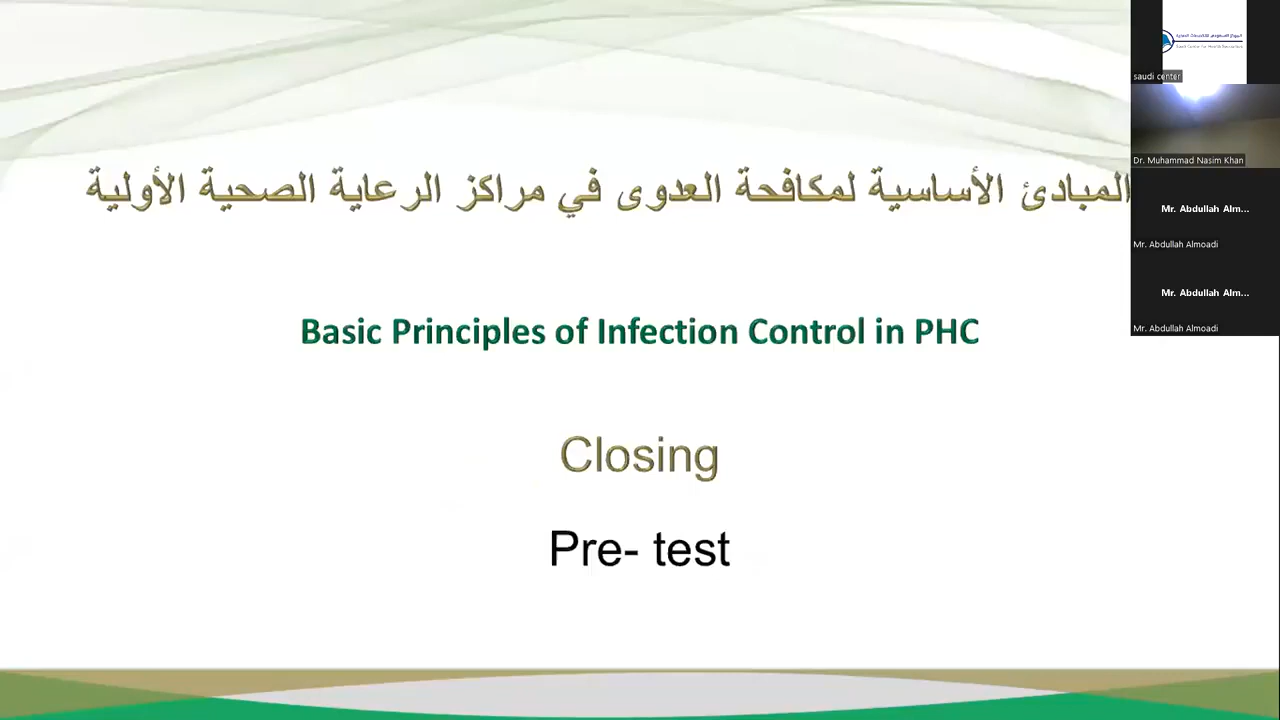 المبادئ الأساسية لمكافحة العدوى في مراكز الرعاية الصحية الأولية
Basic Principles of Infection Control in PHC
Closing
Pre- test
saudi center
Dr. Muhammad Nasim Khan
Mr. Abdullah Alm...
Mr. Abdullah Almoadi
Mr. Abdullah Alm...
Mr. Abdullah Almoadi